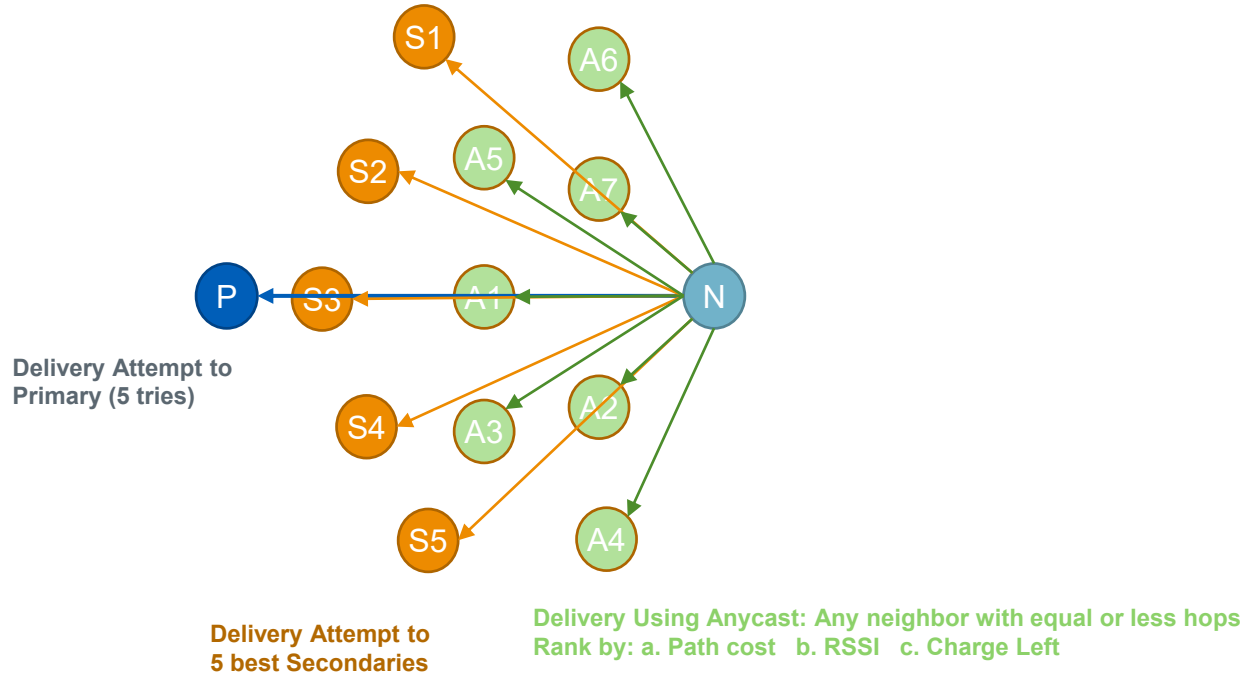 S1
A6
A5
S2
A7
P
S3
A1
N
Delivery Attempt to
Primary (5 tries)
A2
S4
A3
S5
A4
Delivery Attempt to
5 best Secondaries
Delivery Using Anycast: Any neighbor with equal or less hops
Rank by: a. Path cost b. RSSI c. Charge Left